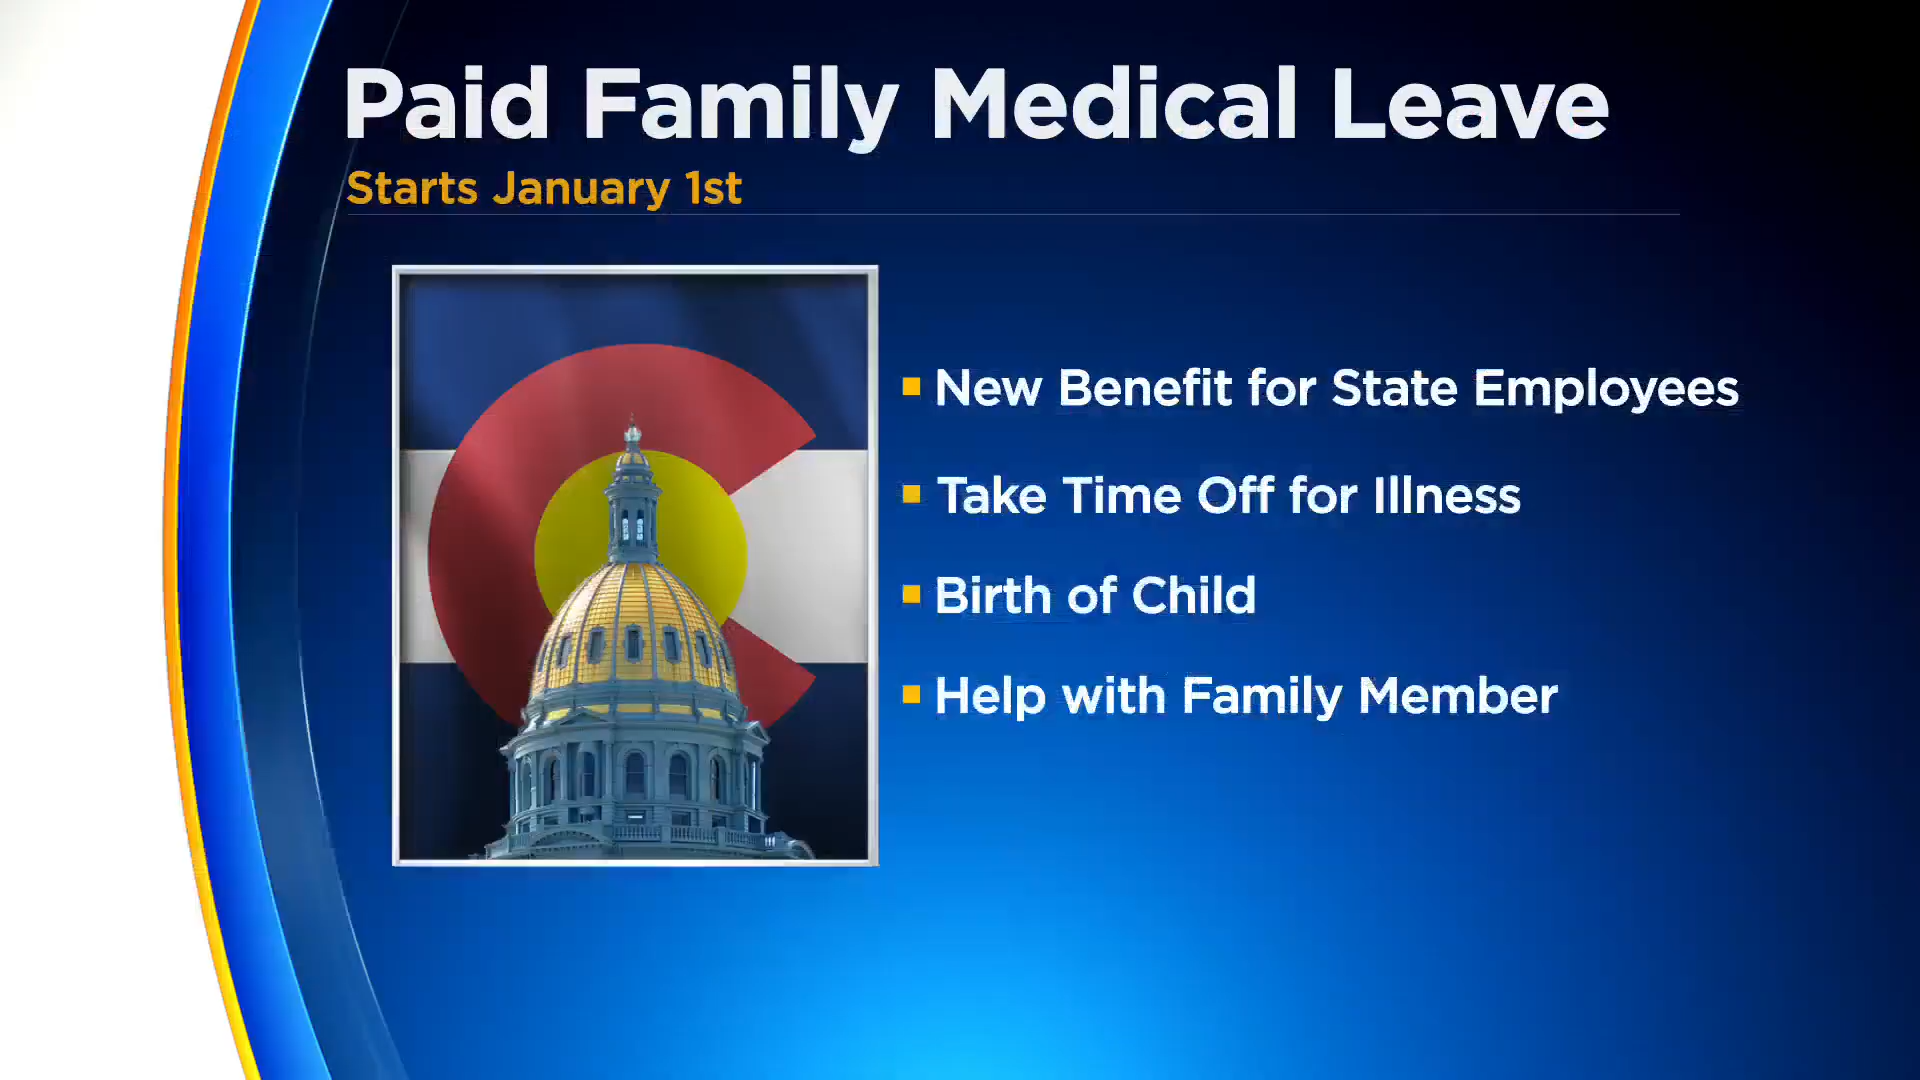 Paid Family Medical Leave
Starts January 1st
New Benefit for State Employees
Take Time Off for Illness
Birth of Child
Help with Family Member